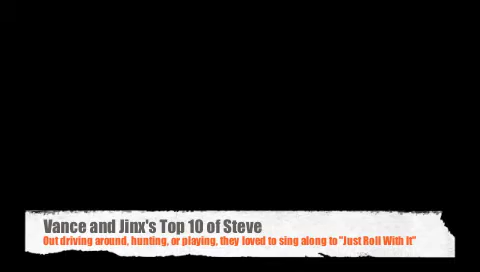 Vance and Jinx's Top 10 of Steve
Out driving around, hunting, or playing, they loved to sing along to "Just Roll With It"